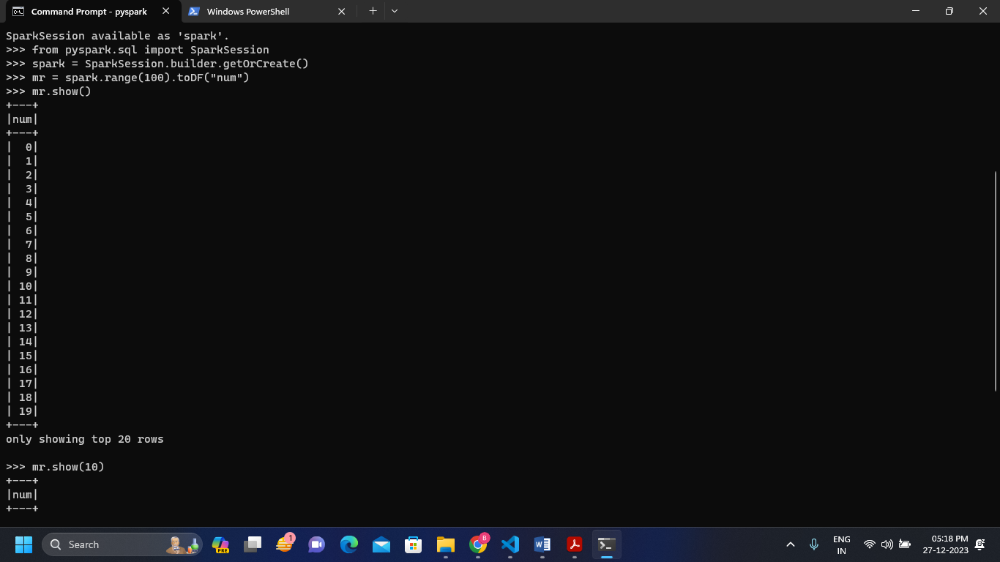 Command Prompt - pyspark
Windows PowerShell
SparkSession available as 'spark'.
>>> from pyspark.sql import SparkSession
>>> spark = SparkSession.builder.getOrCreate()
>>> mr = spark.range(100).toDF("num")
>>> mr.show()
+---+
|num|
+---+
|  0|
|  1|
|  2|
|  3|
|  4|
|  5|
|  6|
|  7|
|  8|
|  9|
| 10|
| 11|
| 12|
| 13|
| 14|
| 15|
| 16|
| 17|
| 18|
| 19|
+---+
only showing top 20 rows
>>> mr.show(10)
+---+
|num|
+---+
Search
PRE
1
B
ENG
IN
05:18 PM
27-12-2023